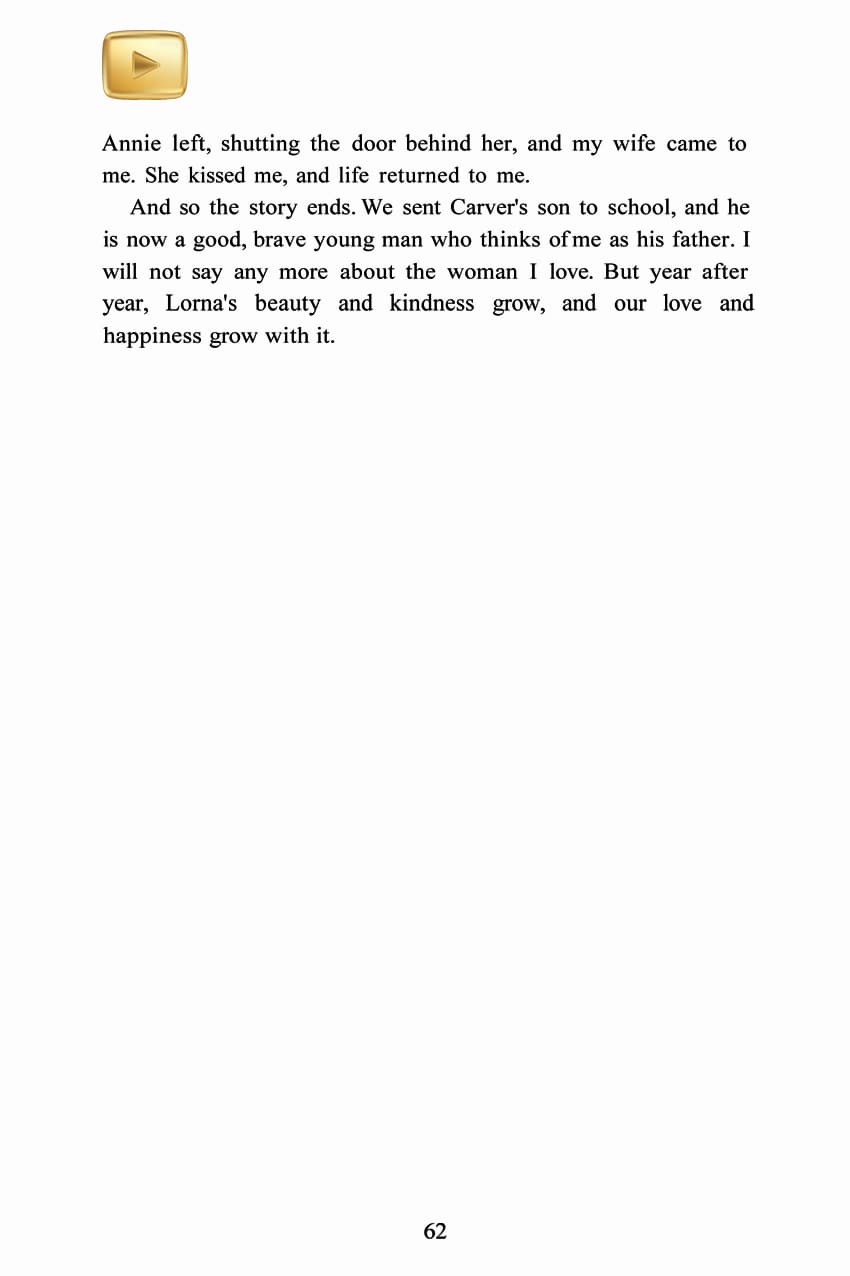 Annie left, shutting the door behind her, and my wife came to
me. She kissed me, and life returned to me.
And so the story ends. We sent Carver's son to school, and he
is now a good, brave young man who thinks of me as his father. I
will not say any more about the woman I love. But year after
year, Lorna's beauty and kindness grow, and our love and
happiness grow with it.
62